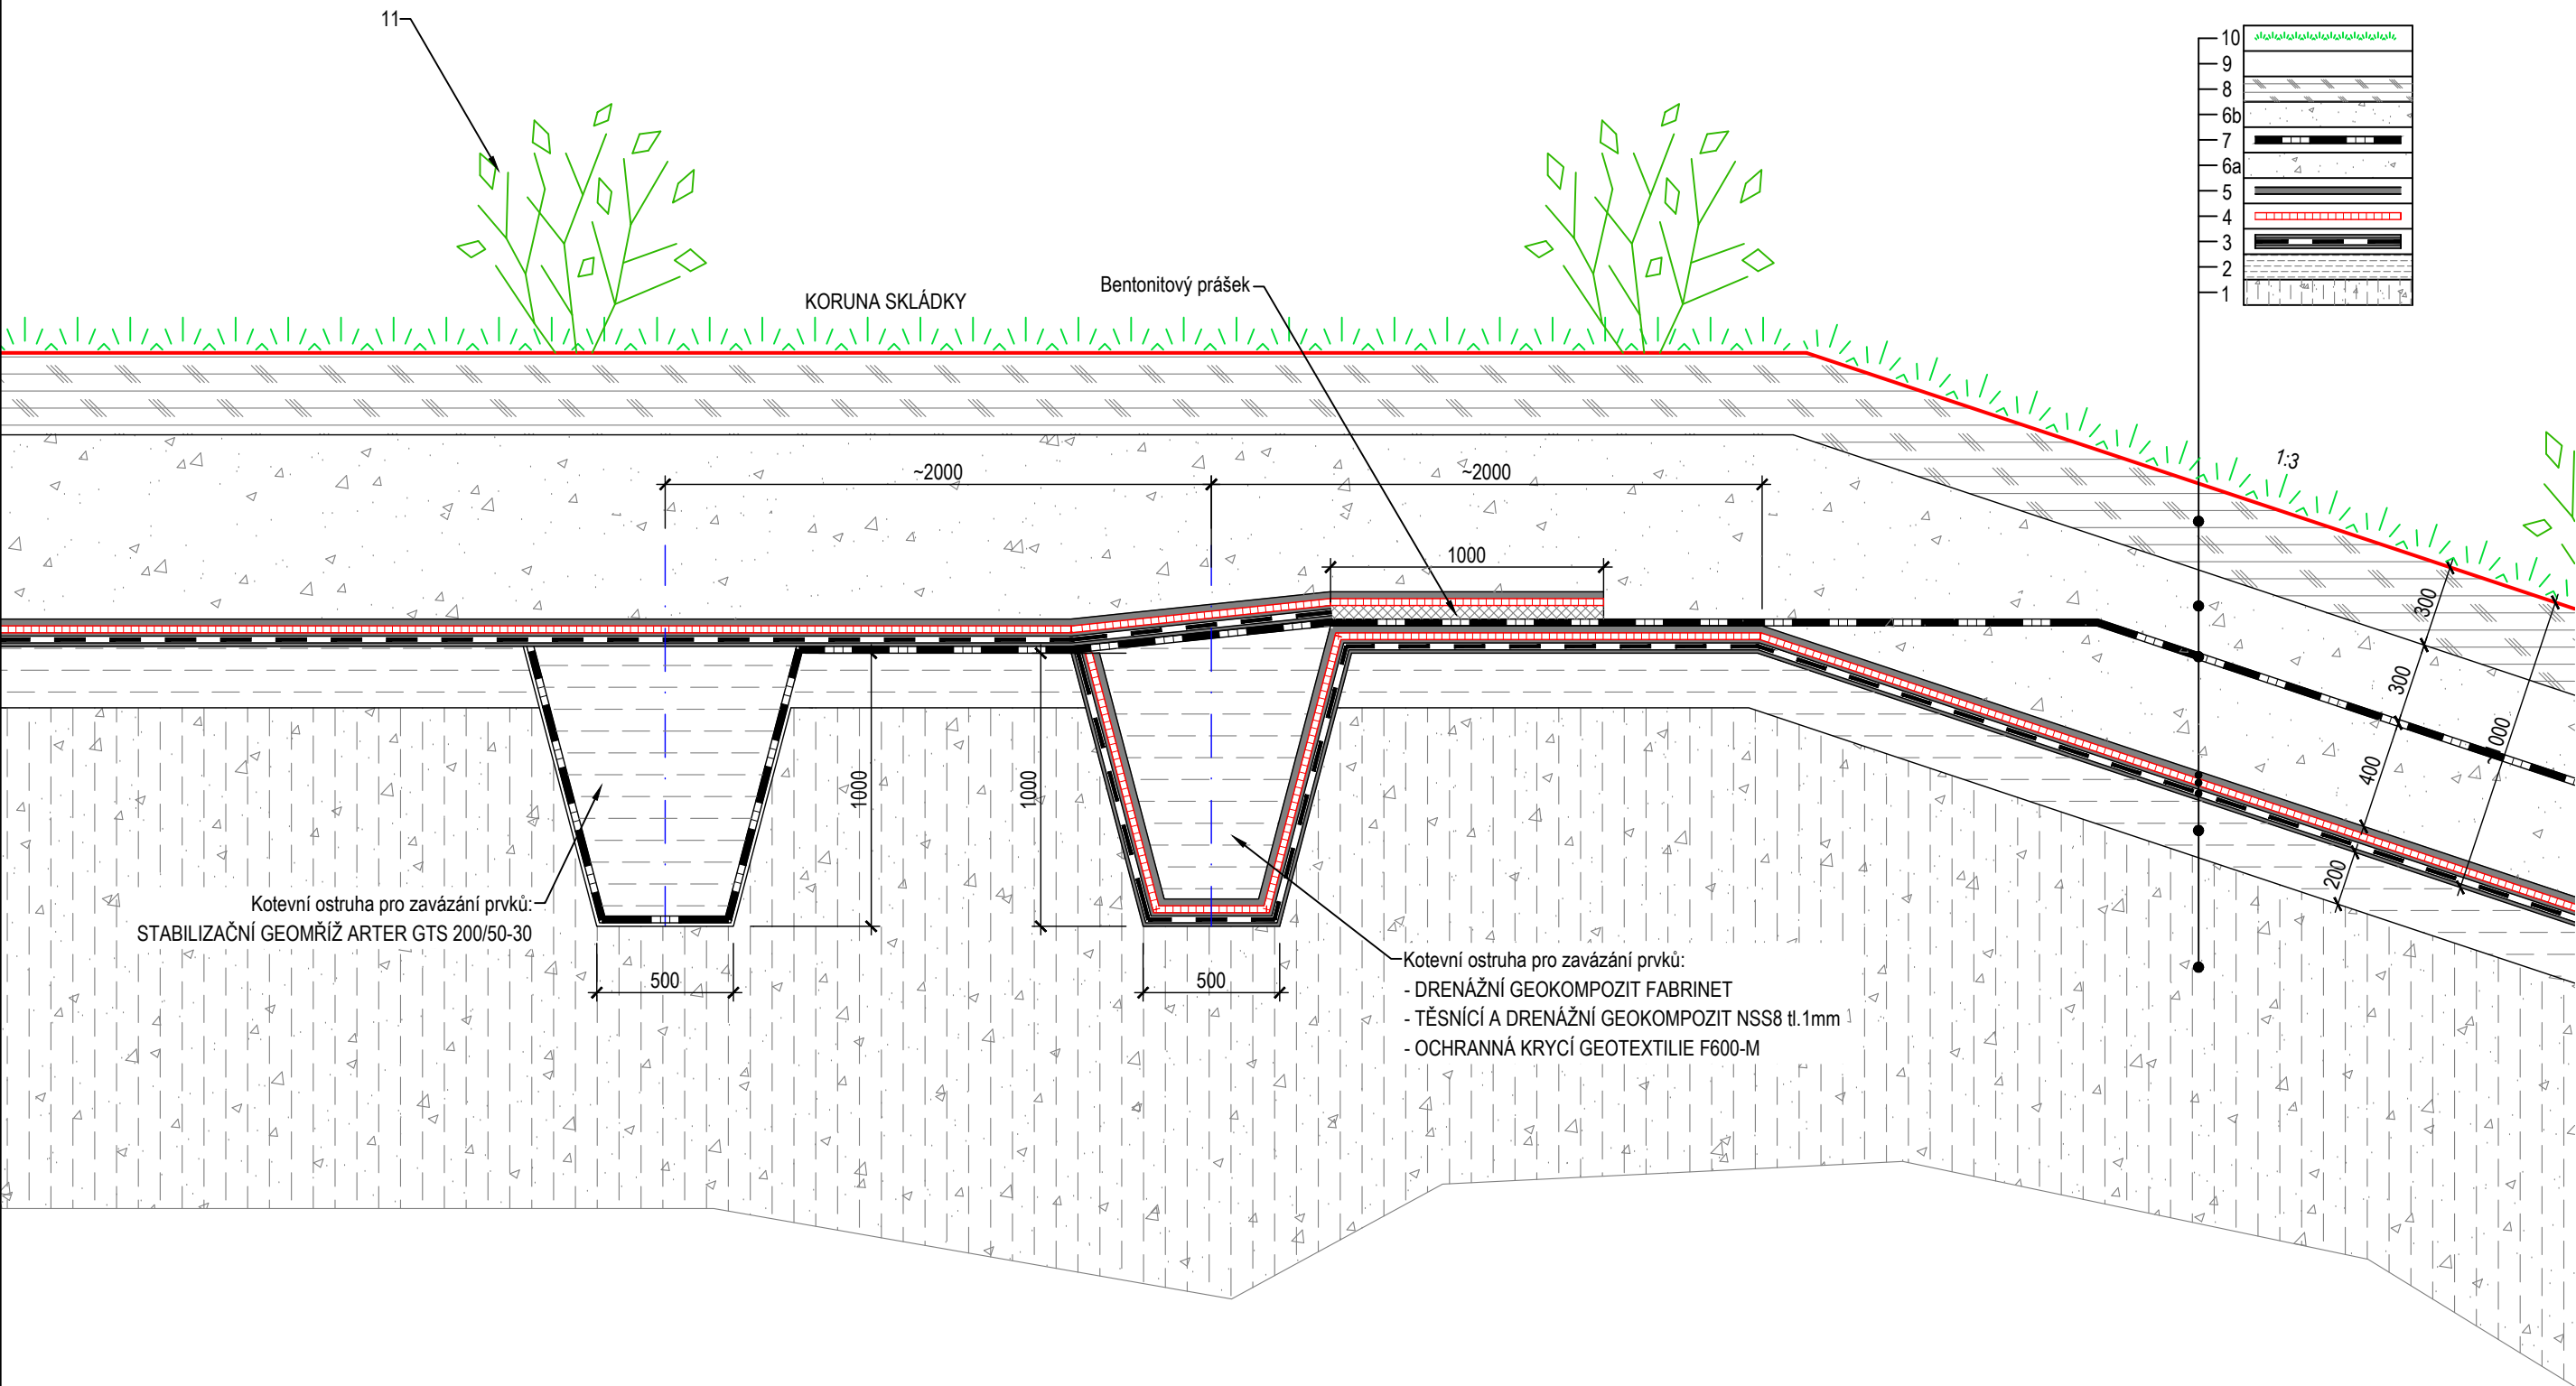 11
10
9
8
6b
7
6a
5
4
3
2
1
KORUNA SKLÁDKY
Bentonitový prášek
~2000
~2000
1:3
1000
300
300
400
1000
200
1000
1000
Kotevní ostruha pro zavázání prvků:
STABILIZAČNÍ GEOMŘÍŽ ARTER GTS 200/50-30
500
500
Kotevní ostruha pro zavázání prvků:
- DRENÁŽNÍ GEOKOMPOZIT FABRINET
- TĚSNÍCÍ A DRENÁŽNÍ GEOKOMPOZIT NSS8 tl.1mm
- OCHRANNÁ KRYCÍ GEOTEXTILIE F600-M